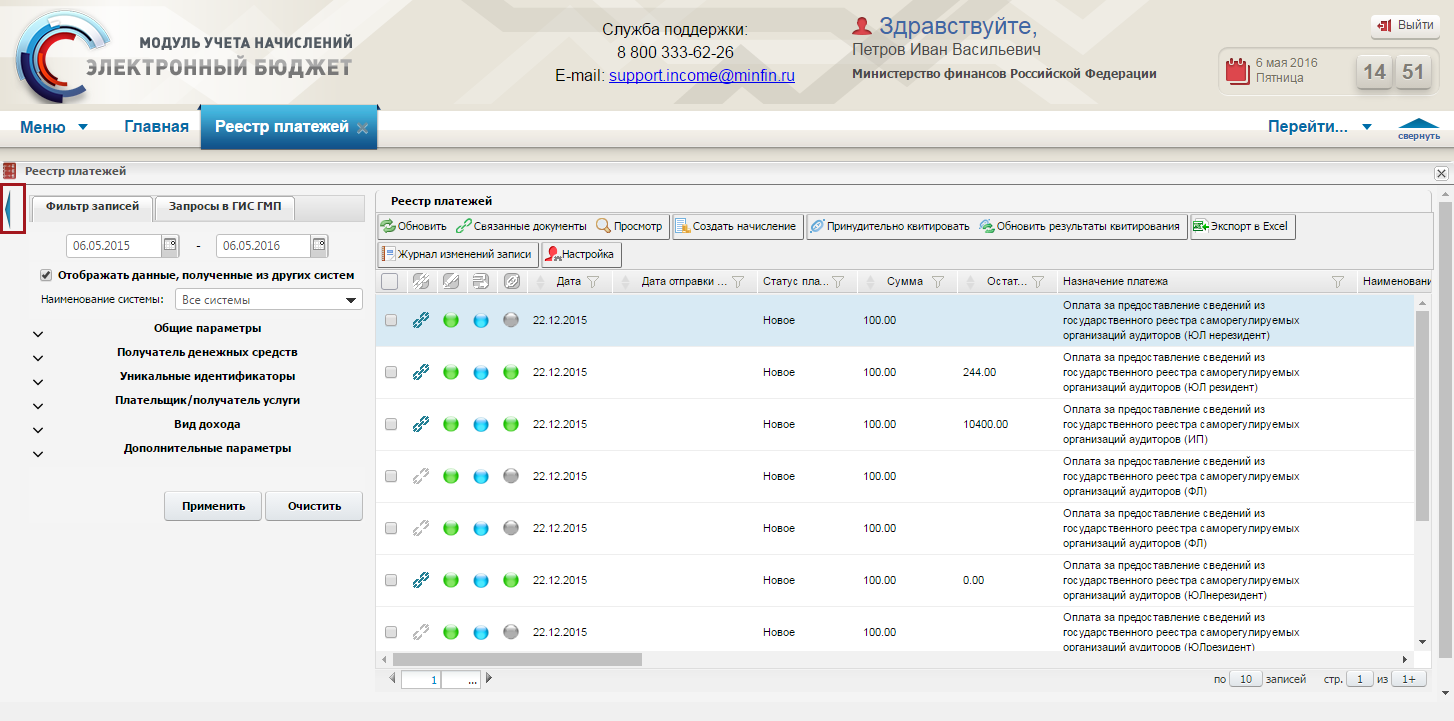 МОДУЛЬ УЧЕТА НАЧИСЛЕНИЙ
ЭЛЕКТРОННЫЙ БЮДЖЕТ
Служба поддержки:
8 800 333-62-26
E-mail: support.income@minfin.ru
Здравствуйте,
Петров Иван Васильевич
Министерство финансов Российской Федерации
Выйти
6 мая 2016
Пятница
14 51
Меню Главная Реестр платежей Перейти... свернуть
Реестр платежей
Фильтр записей Запросы в ГИС ГМП
06.05.2015 - 06.05.2016
Отображать данные, полученные из других систем
Наименование системы: Все системы
Общие параметры
Получатель денежных средств
Уникальные идентификаторы
Плательщик/получатель услуги
Вид дохода
Дополнительные параметры
Применить Очистить
Реестр платежей
Обновить Связанные документы Просмотр Создать начисление Принудительно квитировать Обновить результаты квитирования Экспорт в Excel
Журнал изменений записи Настройка
Дата Дата отправки ... Статус пла... Сумма Остат... Назначение платежа Наименовани
22.12.2015 Новое 100.00 Оплата за предоставление сведений из
государственного реестра саморегулируемых
организаций аудиторов (ЮЛ нерезидент)
22.12.2015 Новое 100.00 244.00 Оплата за предоставление сведений из
государственного реестра саморегулируемых
организаций аудиторов (ЮЛ резидент)
22.12.2015 Новое 100.00 10400.00 Оплата за предоставление сведений из
государственного реестра саморегулируемых
организаций аудиторов (ИП)
22.12.2015 Новое 100.00 Оплата за предоставление сведений из
государственного реестра саморегулируемых
организаций аудиторов (ФЛ)
22.12.2015 Новое 100.00 Оплата за предоставление сведений из
государственного реестра саморегулируемых
организаций аудиторов (ФЛ)
22.12.2015 Новое 100.00 0.00 Оплата за предоставление сведений из
государственного реестра саморегулируемых
организаций аудиторов (ЮЛнерезидент)
22.12.2015 Новое 100.00 Оплата за предоставление сведений из
государственного реестра саморегулируемых
организаций аудиторов (ЮЛрезидент)
1 ... по 10 записей стр. 1 из 1+